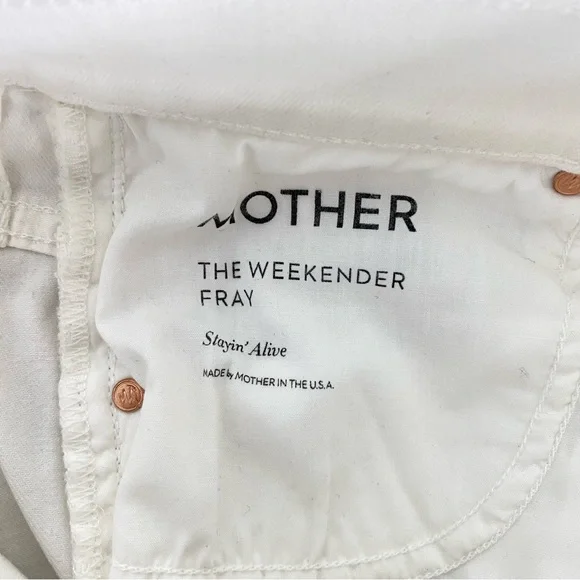 MOTHER
THE WEEKENDER
FRAY
Stayin' Alive
MADE by MOTHER IN THE U.S.A.